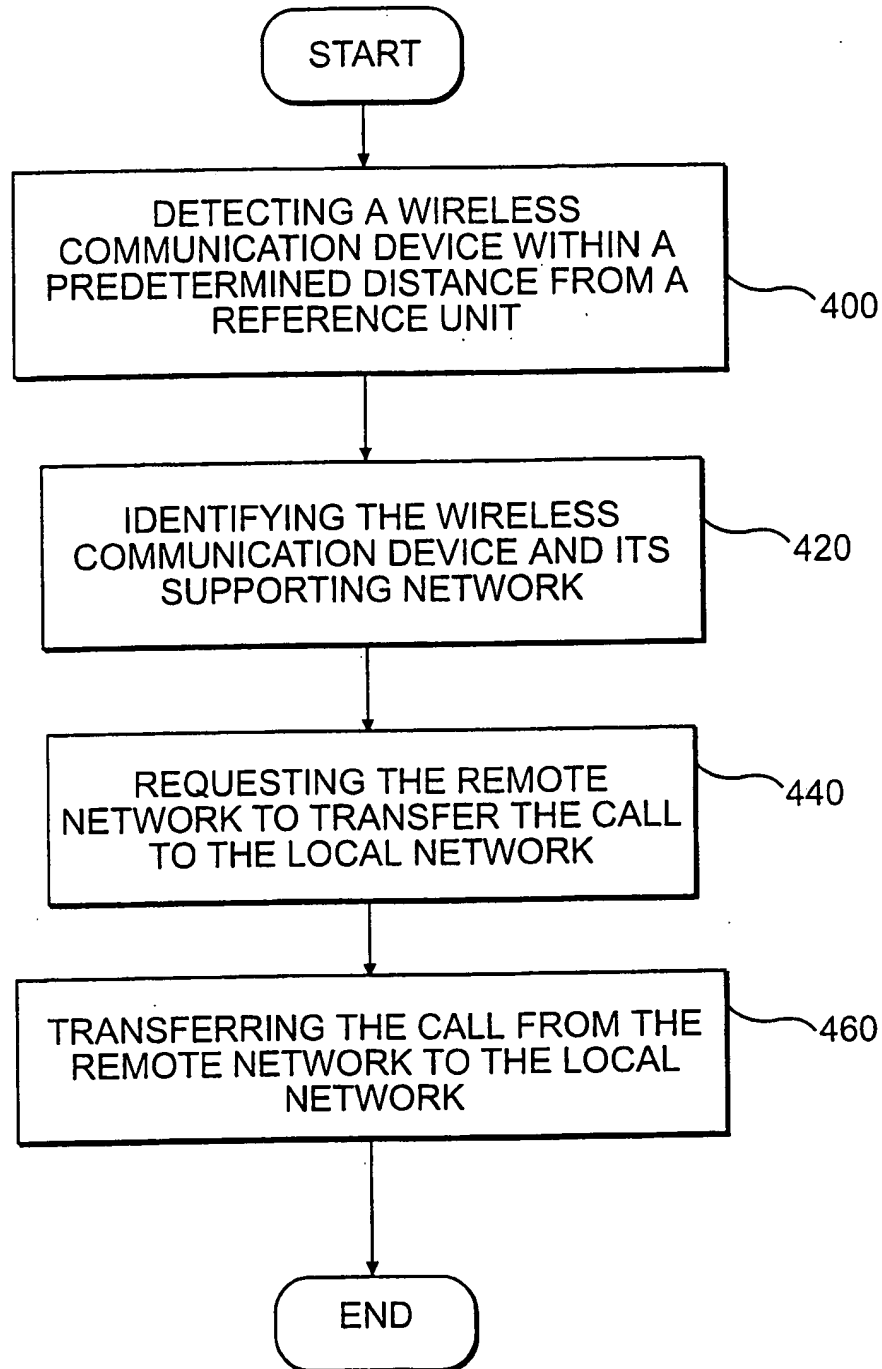 START
DETECTING A WIRELESS
COMMUNICATION DEVICE WITHIN A
PREDETERMINED DISTANCE FROM A
REFERENCE UNIT
400
IDENTIFYING THE WIRELESS
COMMUNICATION DEVICE AND ITS
SUPPORTING NETWORK
420
REQUESTING THE REMOTE
NETWORK TO TRANSFER THE CALL
TO THE LOCAL NETWORK
440
TRANSFERRING THE CALL FROM THE
REMOTE NETWORK TO THE LOCAL
NETWORK
460
END